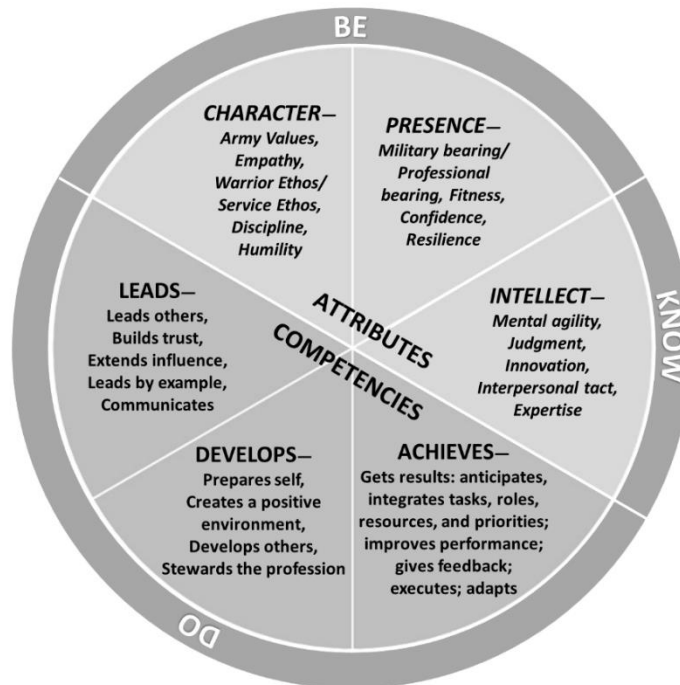 BE
CHARACTER—
Army Values,
Empathy,
Warrior Ethos/
Service Ethos,
Discipline,
Humility
PRESENCE—
Military bearing/
Professional
bearing, Fitness,
Confidence,
Resilience
LEADS—
Leads others,
Builds trust,
Extends influence,
Leads by example,
Communicates
ATTRIBUTES
COMPETENCIES
INTELLECT—
Mental agility,
Judgment,
Innovation,
Interpersonal tact,
Expertise
KNOW
DEVELOPS—
Prepares self,
Creates a positive
environment,
Develops others,
Stewards the profession
ACHIEVES—
Gets results: anticipates,
integrates tasks, roles,
resources, and priorities;
improves performance;
gives feedback;
executes; adapts
DO